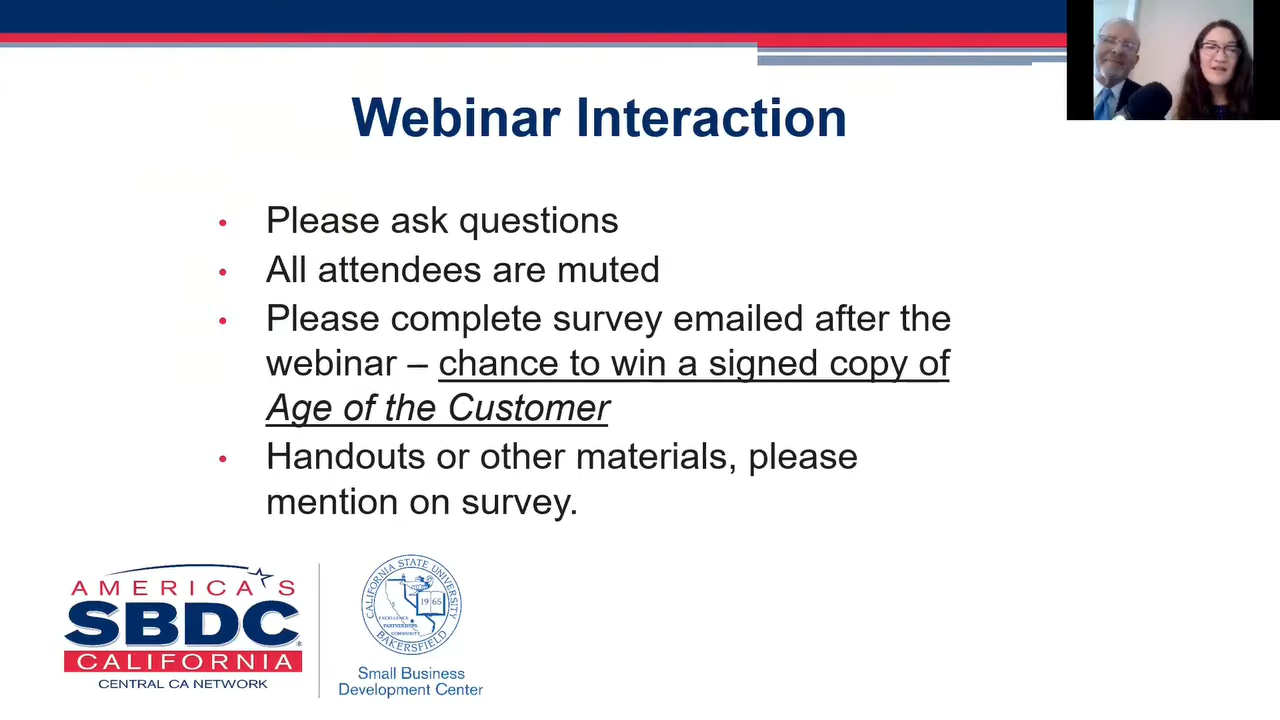 Webinar Interaction
• Please ask questions
• All attendees are muted
• Please complete survey emailed after the
webinar – chance to win a signed copy of
Age of the Customer
• Handouts or other materials, please
mention on survey.
AMERICA'S
SBDC®
CALIFORNIA
CENTRAL CA NETWORK
CALIFORNIA STATE UNIVERSITY
1965
EXCELLENCE
PARTNERSHIPS
COMMUNITY
BAKERSFIELD
Small Business
Development Center